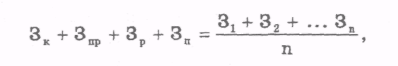 З_к + З_пр + З_р + З_п = (З_1 + З_2 + ... З_n) / n,